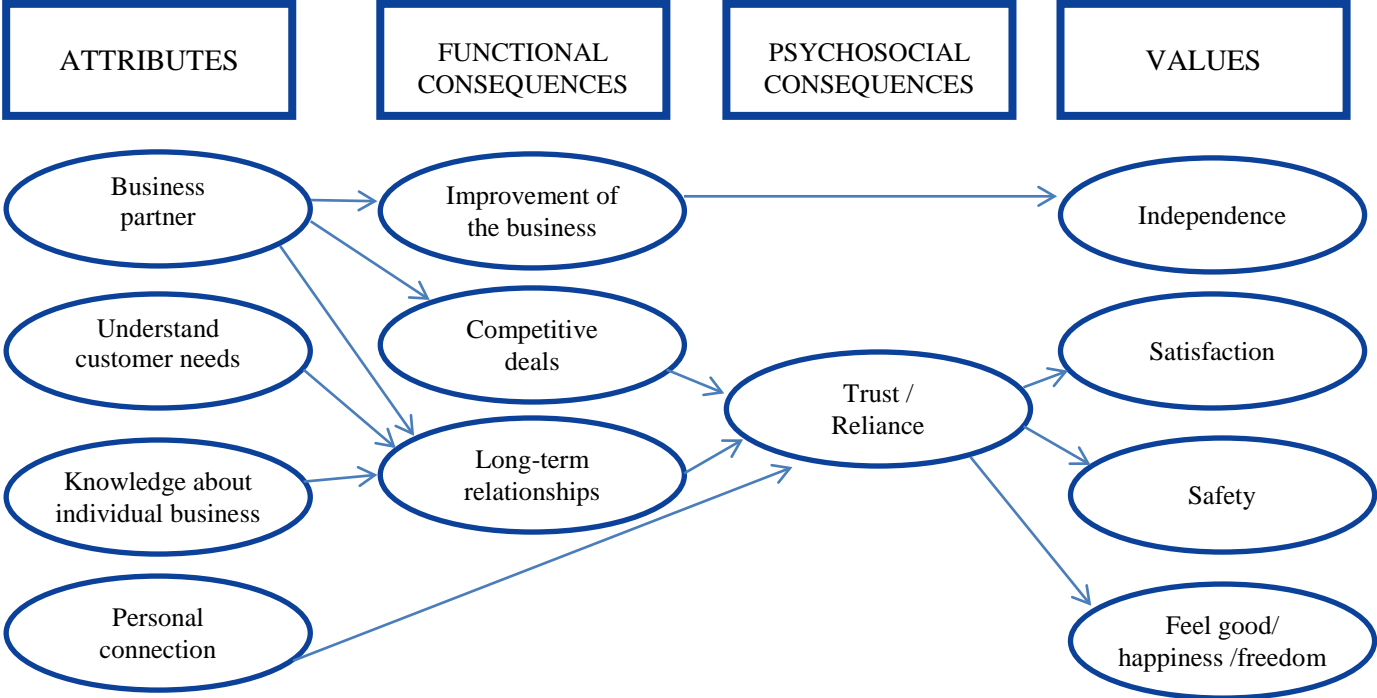 ATTRIBUTES
FUNCTIONAL
CONSEQUENCES
PSYCHOSOCIAL
CONSEQUENCES
VALUES
Business
partner
Improvement of
the business
Independence
Understand
customer needs
Competitive
deals
Satisfaction
Trust /
Reliance
Knowledge about
individual business
Long-term
relationships
Safety
Personal
connection
Feel good/
happiness /freedom